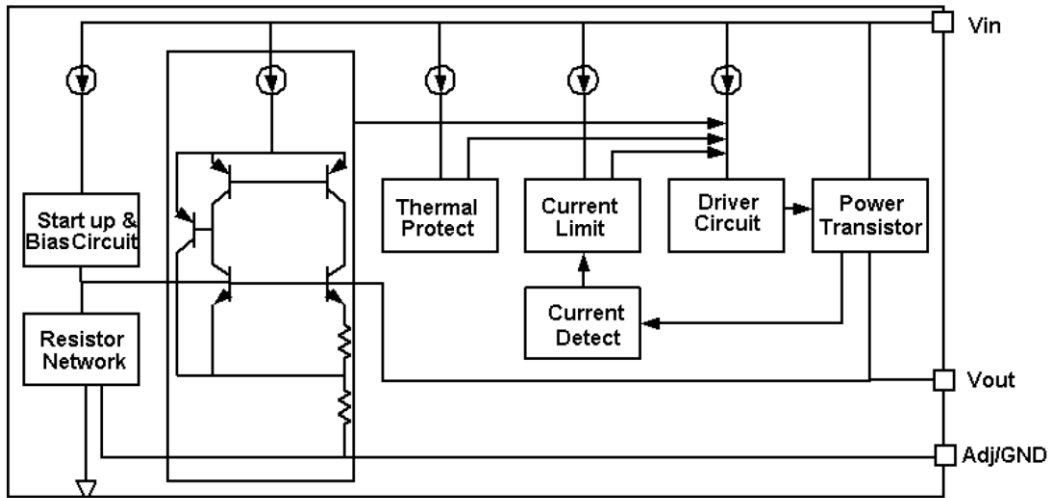 Vin
Start up &
Bias Circuit
Thermal
Protect
Current
Limit
Driver
Circuit
Power
Transistor
Resistor
Network
Current
Detect
Vout
Adj/GND